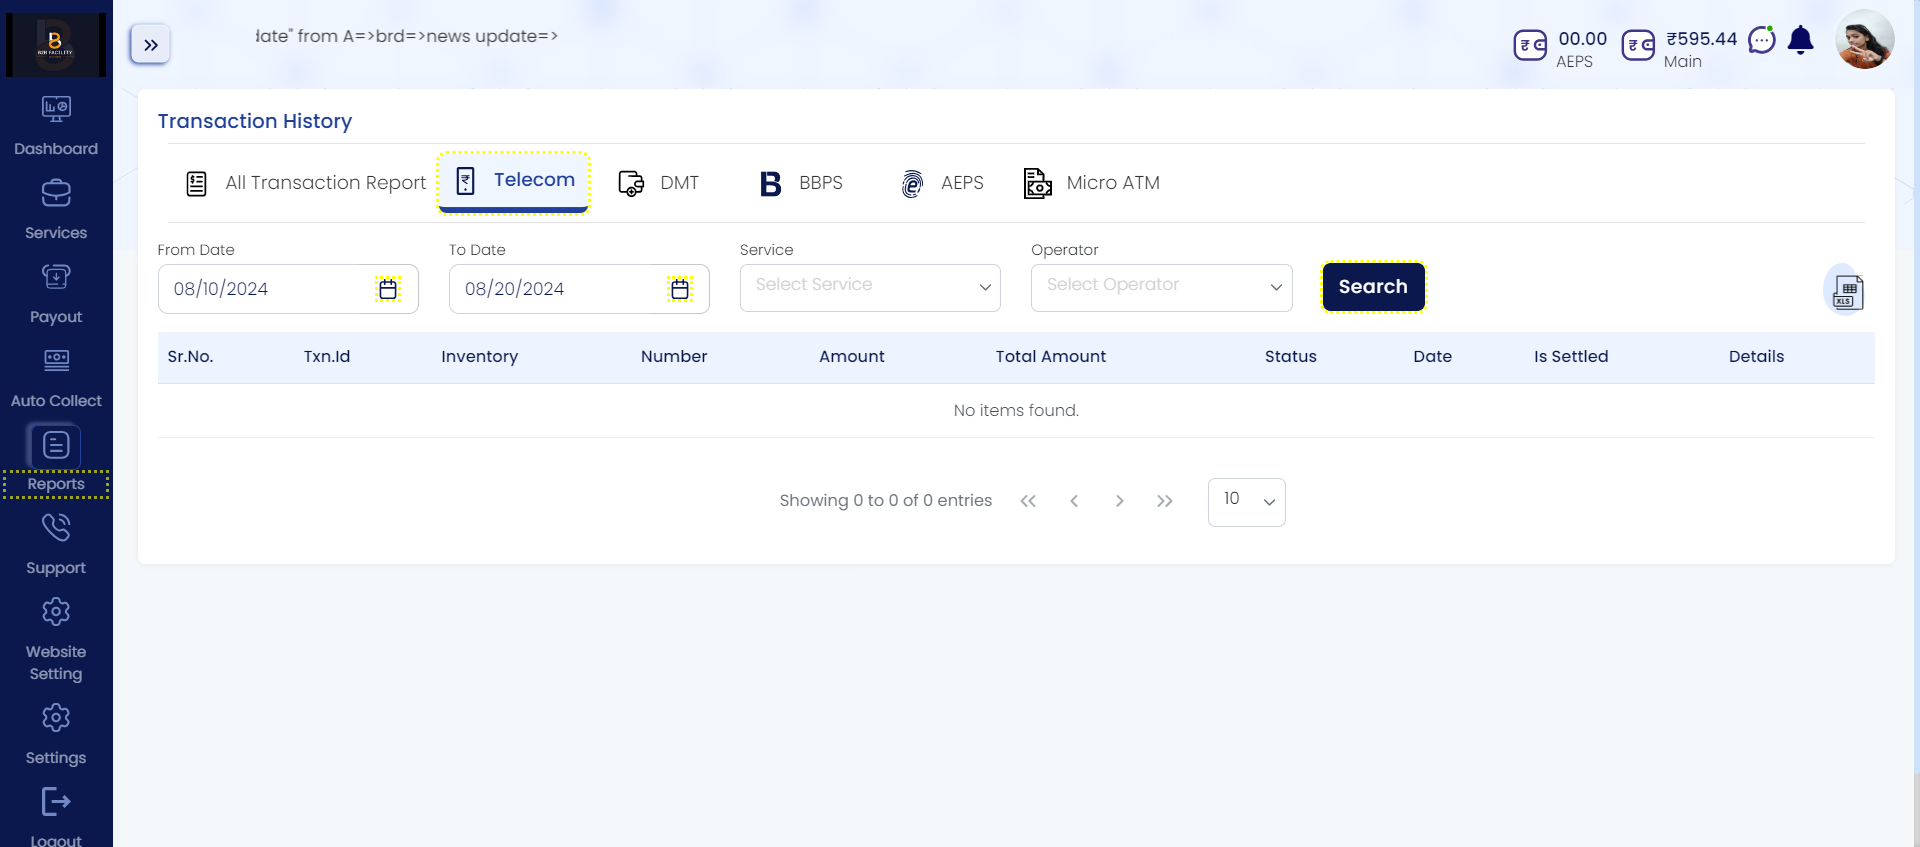 B2B FACILITY
date" from A=>brd=>news update=>
00.00
AEPS
₹595.44
Main
Dashboard
Services
Payout
Auto Collect
Reports
Support
Website
Setting
Settings
Logout
Transaction History
All Transaction Report
Telecom
DMT
BBPS
AEPS
Micro ATM
From Date
To Date
Service
Operator
08/10/2024
08/20/2024
Select Service
Select Operator
Search
XLS
Sr.No. Txn.Id Inventory Number Amount Total Amount Status Date Is Settled Details
No items found.
Showing 0 to 0 of 0 entries
10